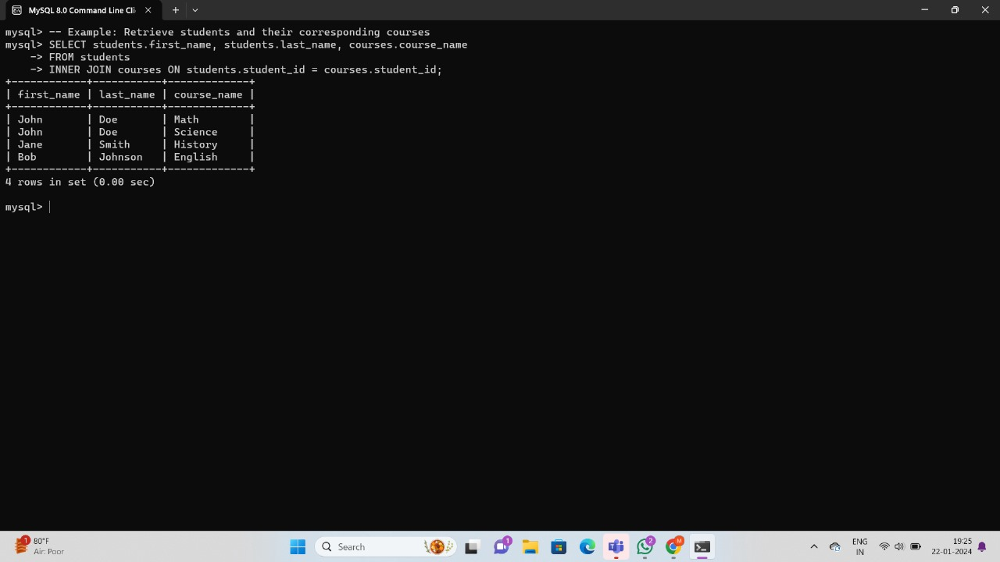 MySQL 8.0 Command Line Cli
mysql> -- Example: Retrieve students and their corresponding courses
mysql> SELECT students.first_name, students.last_name, courses.course_name
    -> FROM students
    -> INNER JOIN courses ON students.student_id = courses.student_id;
+------------+-----------+-------------+
| first_name | last_name | course_name |
+------------+-----------+-------------+
| John       | Doe       | Math        |
| John       | Doe       | Science     |
| Jane       | Smith     | History     |
| Bob        | Johnson   | English     |
+------------+-----------+-------------+
4 rows in set (0.00 sec)
mysql>
1
80°F
Air: Poor
Search
1
2
M
ENG
IN
19:25
22-01-2024